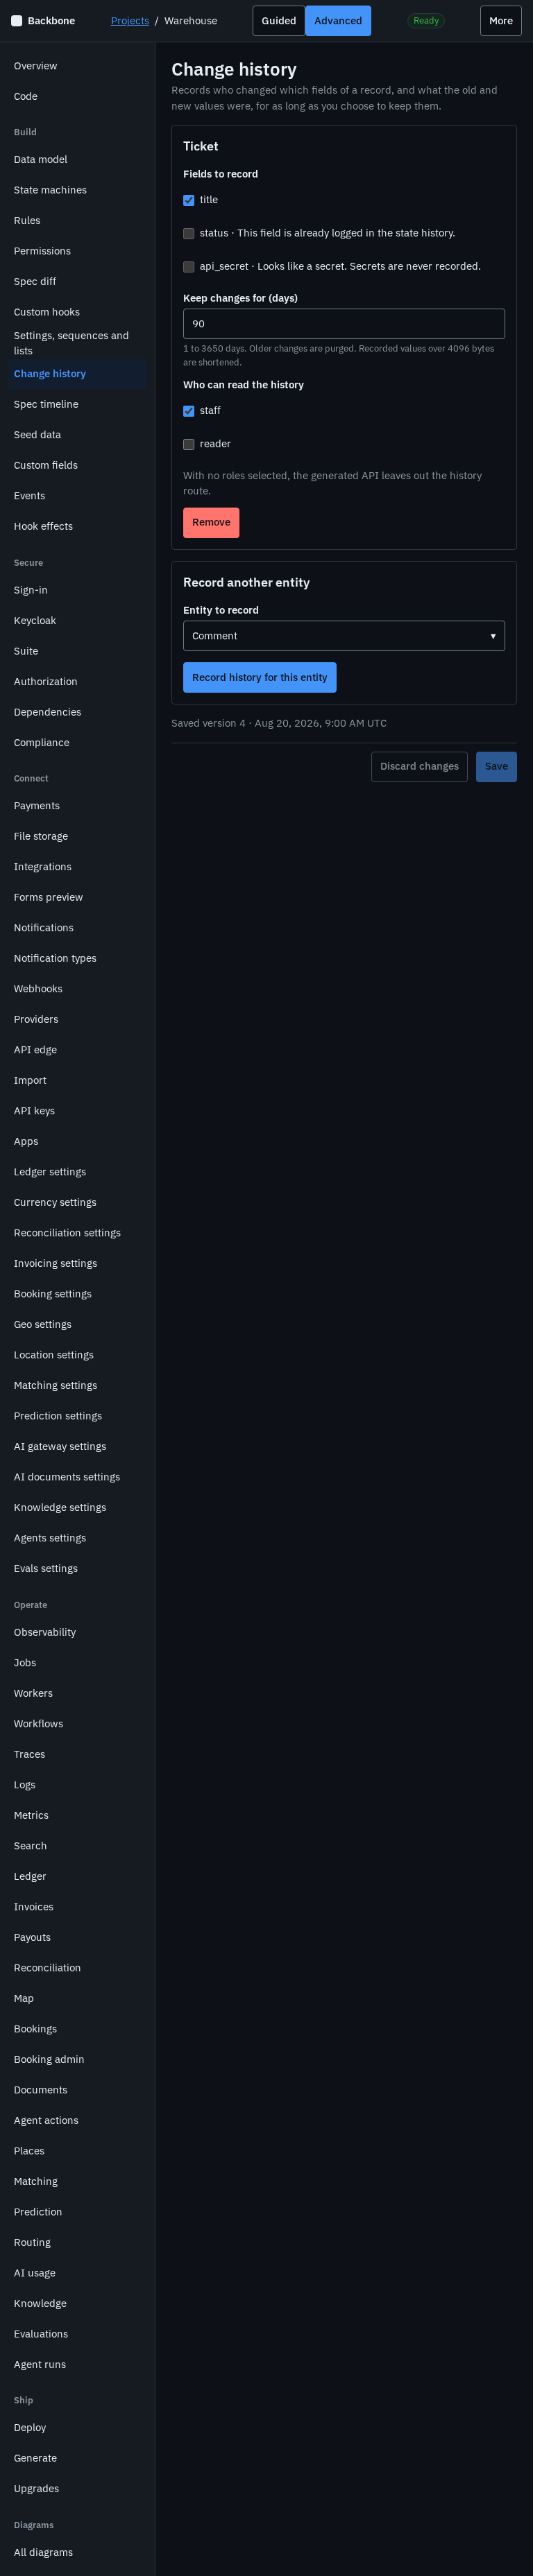 Backbone
Projects / Warehouse
Guided
Advanced
Ready
More
Overview
Code
Build
Data model
State machines
Rules
Permissions
Spec diff
Custom hooks
Settings, sequences and
lists
Change history
Spec timeline
Seed data
Custom fields
Events
Hook effects
Secure
Sign-in
Keycloak
Suite
Authorization
Dependencies
Compliance
Connect
Payments
File storage
Integrations
Forms preview
Notifications
Notification types
Webhooks
Providers
API edge
Import
API keys
Apps
Ledger settings
Currency settings
Reconciliation settings
Invoicing settings
Booking settings
Geo settings
Location settings
Matching settings
Prediction settings
AI gateway settings
AI documents settings
Knowledge settings
Agents settings
Evals settings
Operate
Observability
Jobs
Workers
Workflows
Traces
Logs
Metrics
Search
Ledger
Invoices
Payouts
Reconciliation
Map
Bookings
Booking admin
Documents
Agent actions
Places
Matching
Prediction
Routing
AI usage
Knowledge
Evaluations
Agent runs
Ship
Deploy
Generate
Upgrades
Diagrams
All diagrams
Change history
Records who changed which fields of a record, and what the old and
new values were, for as long as you choose to keep them.
Ticket
Fields to record
title
status · This field is already logged in the state history.
api_secret · Looks like a secret. Secrets are never recorded.
Keep changes for (days)
90
1 to 3650 days. Older changes are purged. Recorded values over 4096 bytes
are shortened.
Who can read the history
staff
reader
With no roles selected, the generated API leaves out the history
route.
Remove
Record another entity
Entity to record
Comment
Record history for this entity
Saved version 4 · Aug 20, 2026, 9:00 AM UTC
Discard changes
Save